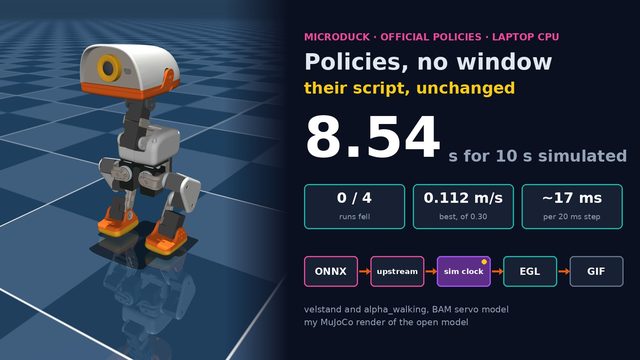 MICRODUCK · OFFICIAL POLICIES · LAPTOP CPU
Policies, no window
their script, unchanged
8.54 s for 10 s simulated
0 / 4
runs fell
0.112 m/s
best, of 0.30
~17 ms
per 20 ms step
ONNX
upstream
sim clock
EGL
GIF
velstand and alpha_walking, BAM servo model
my MuJoCo render of the open model